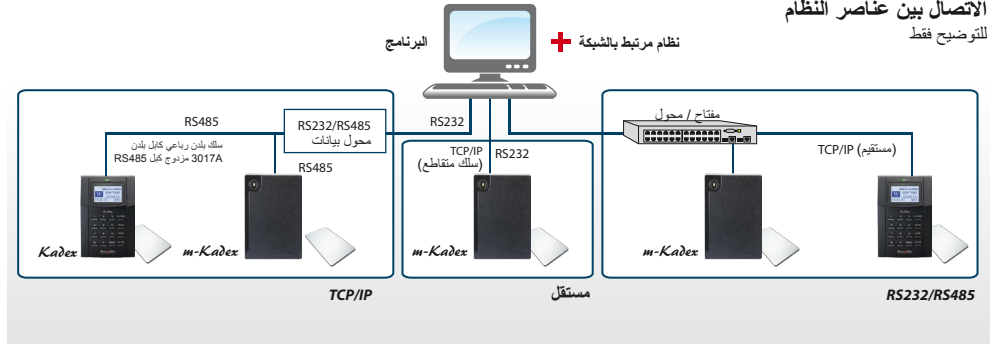 الاتصال بين عناصر النظام
للتوضيح فقط
نظام مرتبط بالشبكة
البرنامج
مفتاح / محول
TCP/IP (مستقيم)
m-Kadex
RS232/RS485
RS232
RS232
TCP/IP
(سلك متقاطع)
m-Kadex
مستقل
RS232/RS485
محول بيانات
RS485
RS485
سلك بلدن رباعي كابل بلدن
3017A مزدوج كبل RS485
Kadex
m-Kadex
TCP/IP